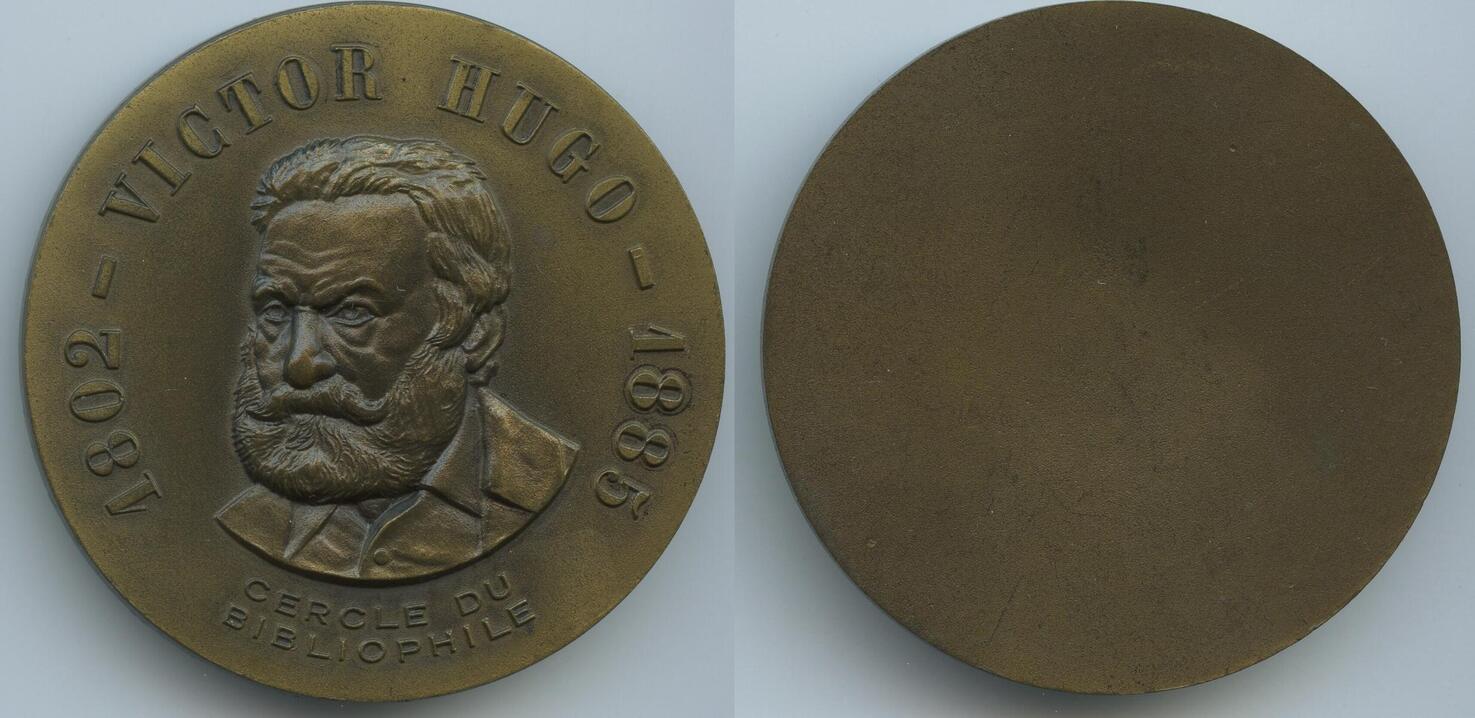 1802 – VICTOR HUGO – 1885
CERCLE DU
BIBLIOPHILE